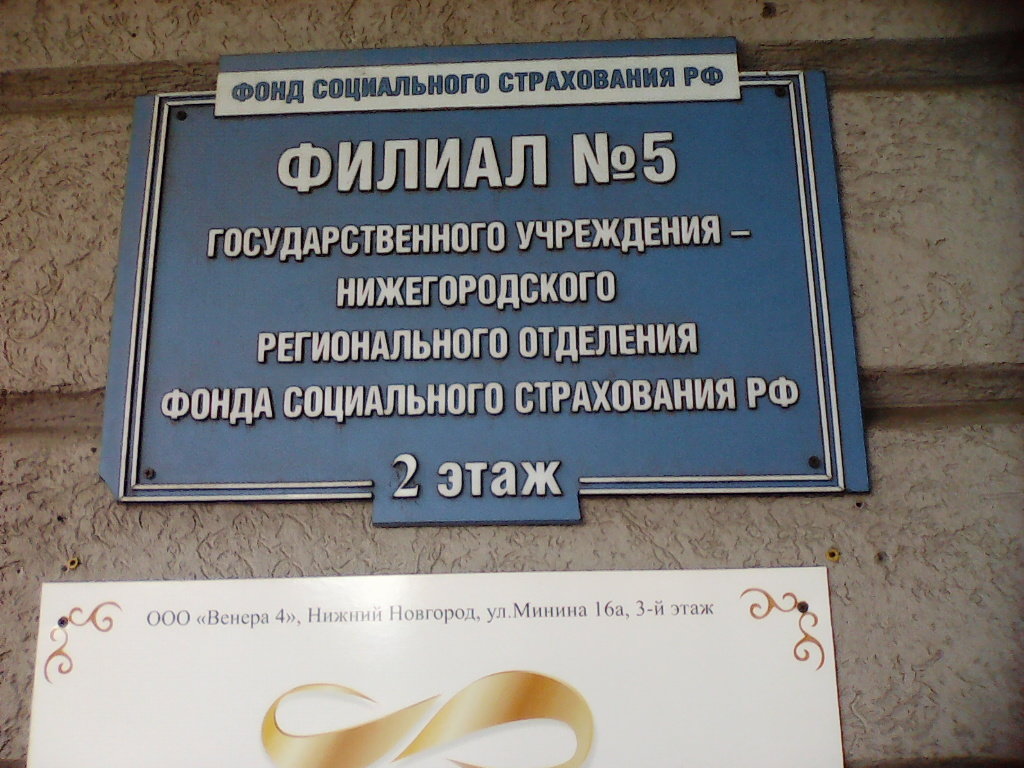 ФОНД СОЦИАЛЬНОГО СТРАХОВАНИЯ РФ
ФИЛИАЛ №5
ГОСУДАРСТВЕННОГО УЧРЕЖДЕНИЯ –
НИЖЕГОРОДСКОГО
РЕГИОНАЛЬНОГО ОТДЕЛЕНИЯ
ФОНДА СОЦИАЛЬНОГО СТРАХОВАНИЯ РФ
2 этаж
ООО «Венера 4», Нижний Новгород, ул.Минина 16а, 3-й этаж